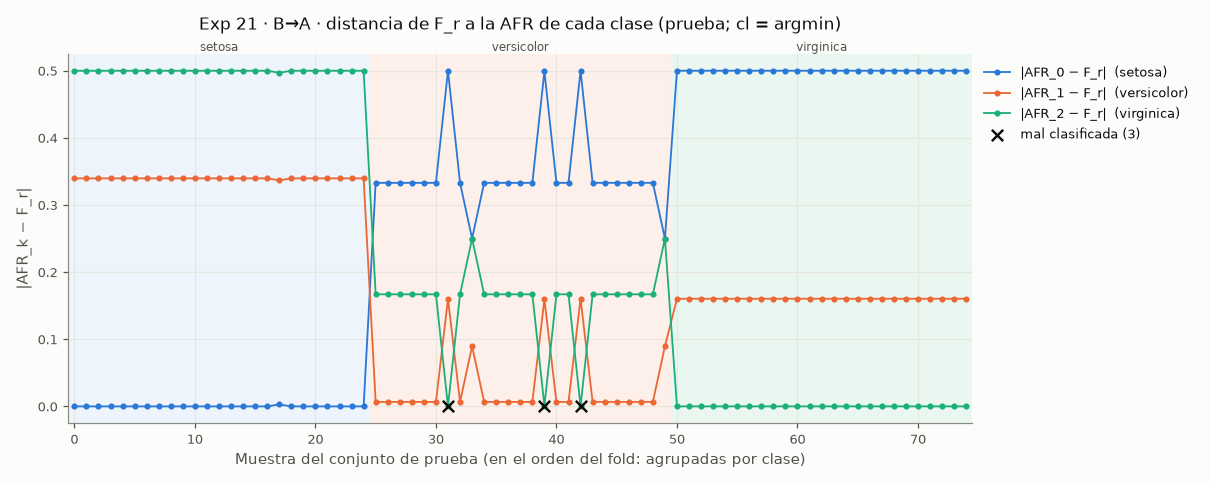 Exp 21 · B→A · distancia de F_r a la AFR de cada clase (prueba; cl = argmin)
setosa
versicolor
virginica
|AFR_0 − F_r| (setosa)
|AFR_1 − F_r| (versicolor)
|AFR_2 − F_r| (virginica)
mal clasificada (3)
|AFR_k − F_r|
0.5
0.4
0.3
0.2
0.1
0.0
0 10 20 30 40 50 60 70
Muestra del conjunto de prueba (en el orden del fold: agrupadas por clase)